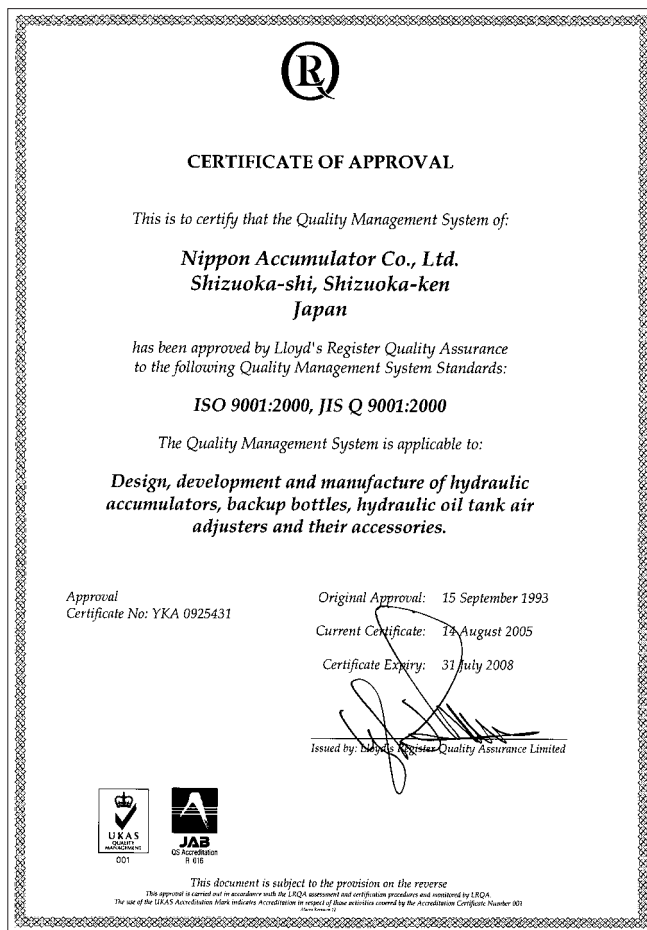 RQ
CERTIFICATE OF APPROVAL
This is to certify that the Quality Management System of:
Nippon Accumulator Co., Ltd.
Shizuoka-shi, Shizuoka-ken
Japan
has been approved by Lloyd's Register Quality Assurance
to the following Quality Management System Standards:
ISO 9001:2000, JIS Q 9001:2000
The Quality Management System is applicable to:
Design, development and manufacture of hydraulic
accumulators, backup bottles, hydraulic oil tank air
adjusters and their accessories.
Approval
Certificate No: YKA 0925431
Original Approval: 15 September 1993
Current Certificate: 14 August 2005
Certificate Expiry: 31 July 2008
Issued by: Lloyd's Register Quality Assurance Limited
UKAS
QUALITY
MANAGEMENT
001
JAB
QS Accreditation
R 016
This document is subject to the provision on the reverse
This approval is carried out in accordance with the LRQA assessment and certification procedures and monitored by LRQA.
The use of the UKAS Accreditation Mark indicates Accreditation in respect of those activities covered by the Accreditation Certificate Number 001